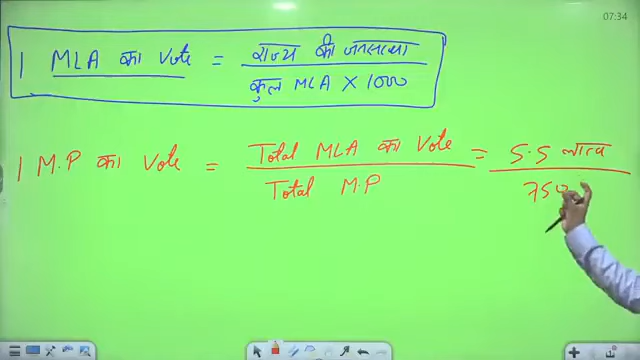 07:34
1 MLA का Vote = राज्य की जनसंख्या / कुल MLA X 1000
1 M.P का Vote = Total MLA का Vote / Total M.P = 5.5 लाख / 750